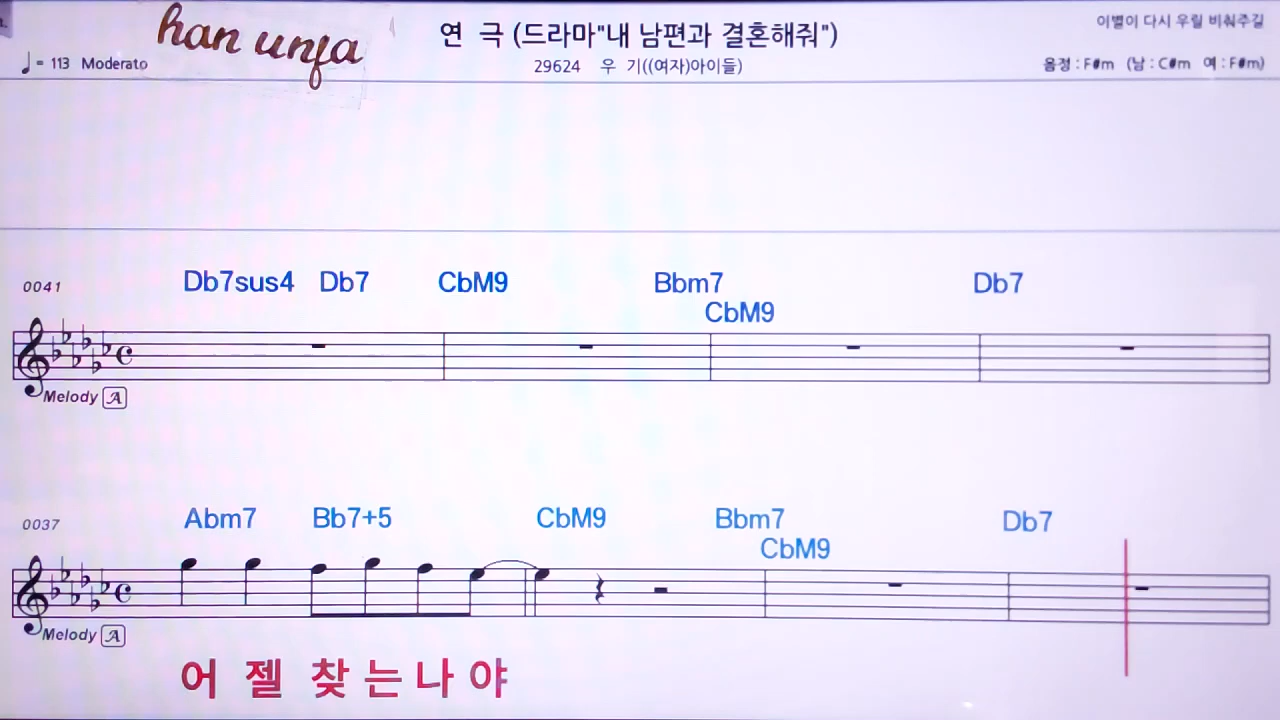 han unfa
연 극 (드라마"내 남편과 결혼해줘")
이별이 다시 우릴 비춰주길
♩= 113 Moderato
29624 우 기((여자)아이들)
음정 : F#m (남 : C#m 여 : F#m)
0041 Db7sus4 Db7 CbM9 Bbm7 Db7
CbM9
Melody A
0037 Abm7 Bb7+5 CbM9 Bbm7 Db7
CbM9
Melody A
어 젤 찾 는 나 야